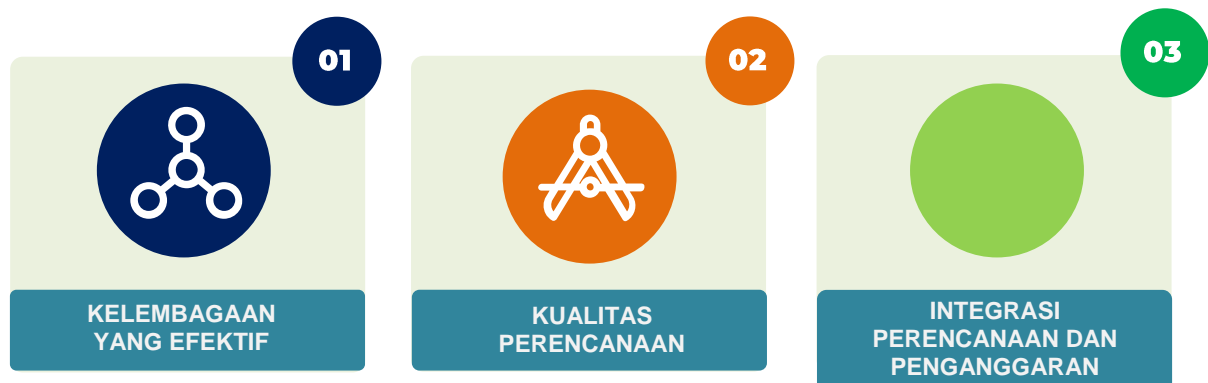 01
KELEMBAGAAN
YANG EFEKTIF
02
KUALITAS
PERENCANAAN
03
INTEGRASI
PERENCANAAN DAN
PENGANGGARAN